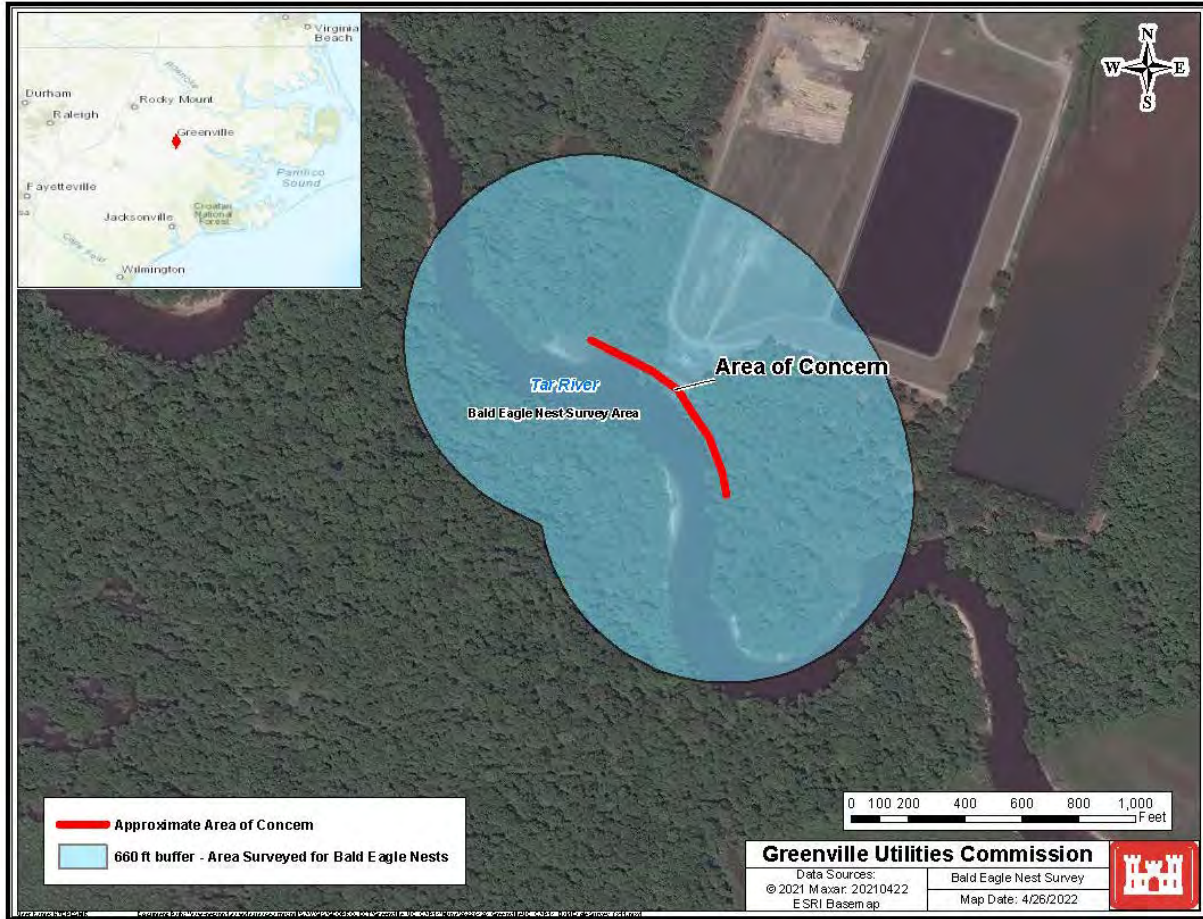 Virginia
Beach
Roanoke
Durham
Rocky Mount
Raleigh
Greenville
Pamlico
Sound
Fayetteville
Croatan
National
Forest
Jacksonville
Cape Fear
Wilmington
N
W E
S
Area of Concern
Tar River
Bald Eagle Nest Survey Area
Approximate Area of Concern
660 ft buffer - Area Surveyed for Bald Eagle Nests
0 100 200 400 600 800 1,000
Feet
Greenville Utilities Commission
Data Sources:
© 2021 Maxar: 20210422
ESRI Basemap
Bald Eagle Nest Survey
Map Date: 4/26/2022